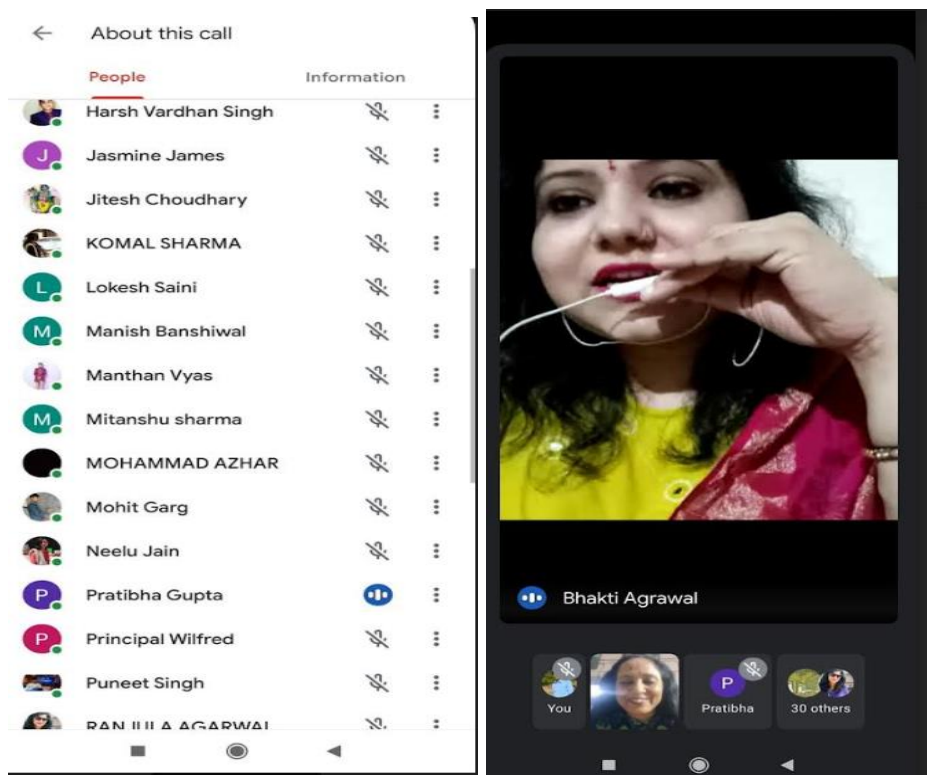 About this call
People Information
Harsh Vardhan Singh
J Jasmine James
Jitesh Choudhary
KOMAL SHARMA
L Lokesh Saini
M Manish Banshiwal
Manthan Vyas
M Mitanshu sharma
MOHAMMAD AZHAR
Mohit Garg
Neelu Jain
P Pratibha Gupta
P Principal Wilfred
Puneet Singh
AGARWAL
Bhakti Agrawal
P
You Pratibha 30 others